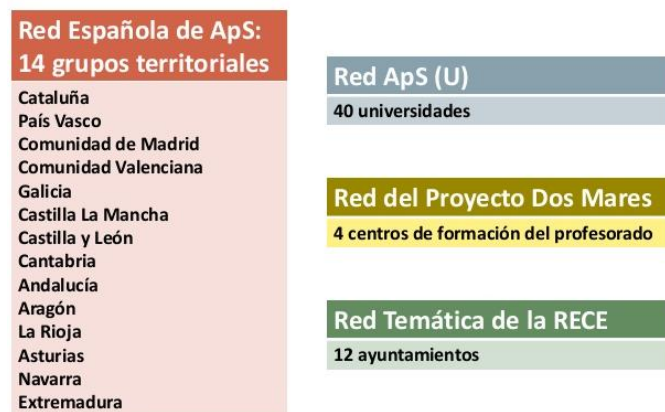 Red Española de ApS:
14 grupos territoriales
Cataluña
País Vasco
Comunidad de Madrid
Comunidad Valenciana
Galicia
Castilla La Mancha
Castilla y León
Cantabria
Andalucía
Aragón
La Rioja
Asturias
Navarra
Extremadura
Red ApS (U)
40 universidades
Red del Proyecto Dos Mares
4 centros de formación del profesorado
Red Temática de la RECE
12 ayuntamientos